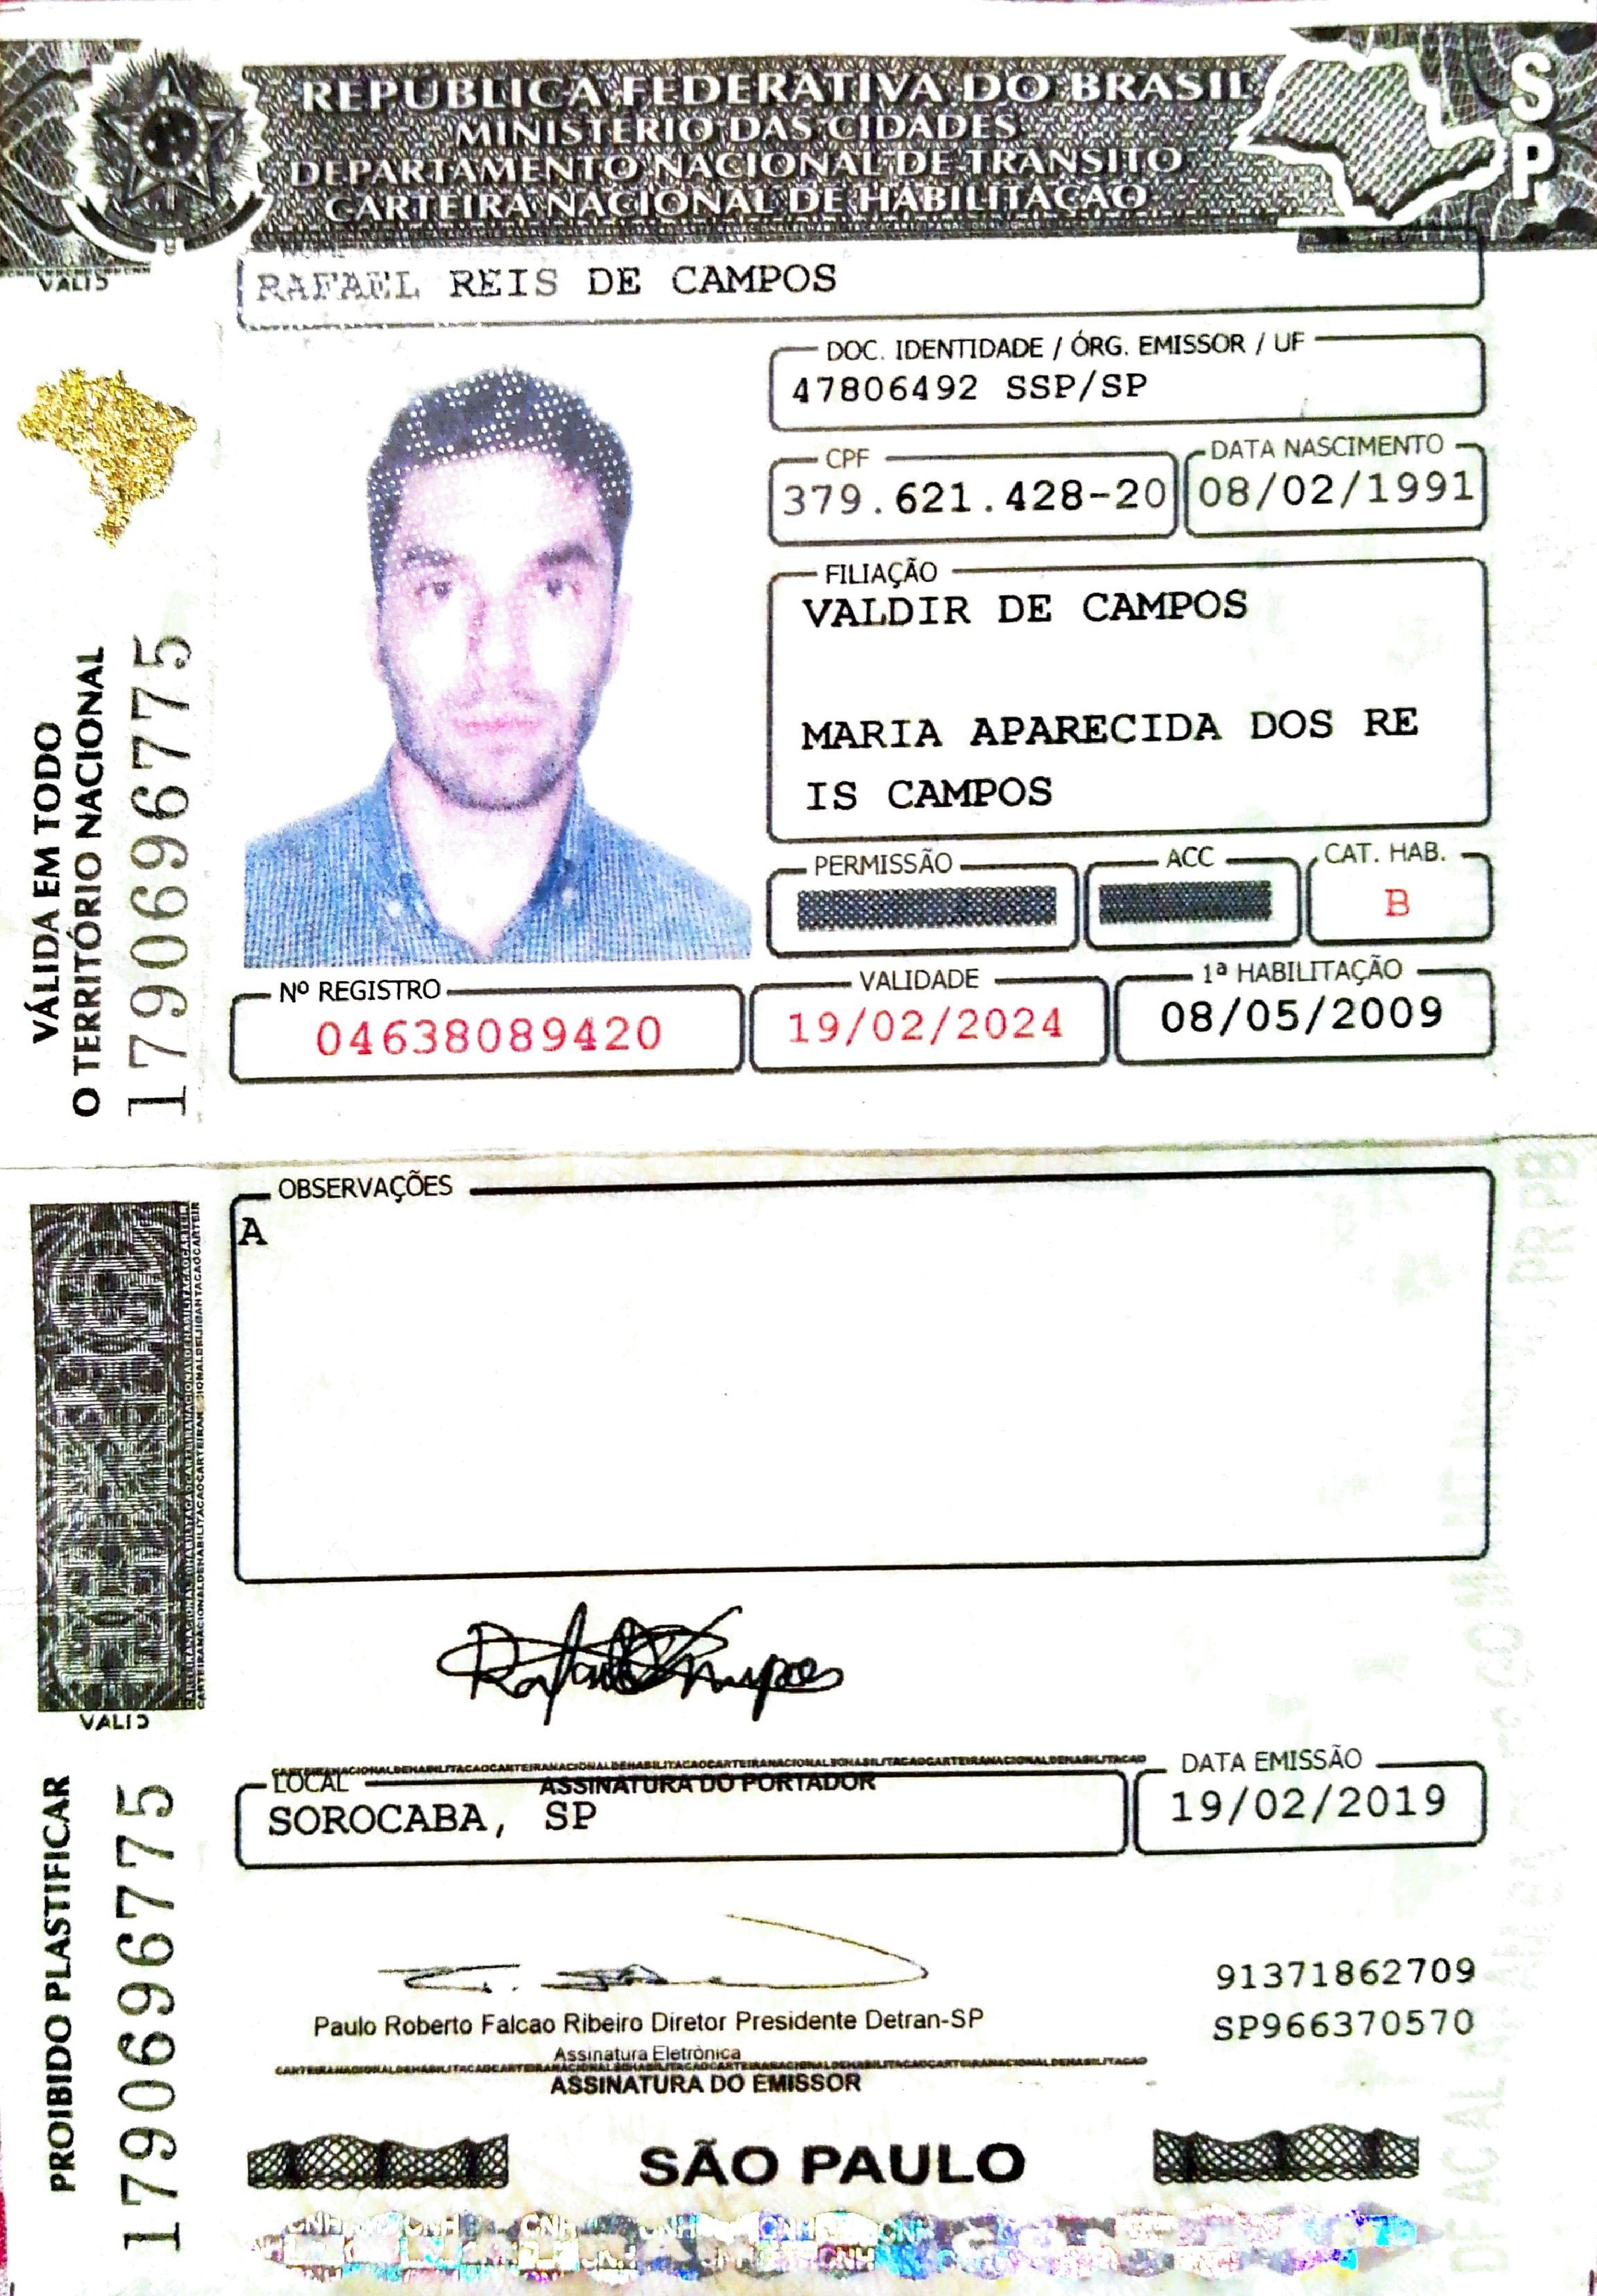 REPÚBLICA FEDERATIVA DO BRASIL
MINISTÉRIO DAS CIDADES
DEPARTAMENTO NACIONAL DE TRÂNSITO
CARTEIRA NACIONAL DE HABILITAÇÃO
SP
RAFAEL REIS DE CAMPOS
DOC. IDENTIDADE / ÓRG. EMISSOR / UF
47806492 SSP/SP
CPF
379.621.428-20
DATA NASCIMENTO
08/02/1991
FILIAÇÃO
VALDIR DE CAMPOS
MARIA APARECIDA DOS RE
IS CAMPOS
PERMISSÃO
ACC
CAT. HAB.
B
Nº REGISTRO
04638089420
VALIDADE
19/02/2024
1ª HABILITAÇÃO
08/05/2009
VÁLIDA EM TODO
O TERRITÓRIO NACIONAL
1790696775
OBSERVAÇÕES
A
ASSINATURA DO PORTADOR
LOCAL
SOROCABA, SP
DATA EMISSÃO
19/02/2019
91371862709
SP966370570
Paulo Roberto Falcao Ribeiro Diretor Presidente Detran-SP
Assinatura Eletrônica
ASSINATURA DO EMISSOR
PROIBIDO PLASTIFICAR
1790696775
SÃO PAULO